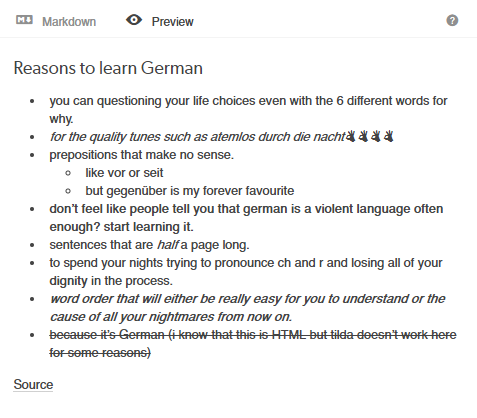 Markdown Preview
Reasons to learn German
you can questioning your life choices even with the 6 different words for
why.
for the quality tunes such as atemlos durch die nacht
prepositions that make no sense.
like vor or seit
but gegenüber is my forever favourite
don't feel like people tell you that german is a violent language often
enough? start learning it.
sentences that are half a page long.
to spend your nights trying to pronounce ch and r and losing all of your
dignity in the process.
word order that will either be really easy for you to understand or the
cause of all your nightmares from now on.
because it's German (i know that this is HTML but tilda doesn't work here
for some reasons)
Source